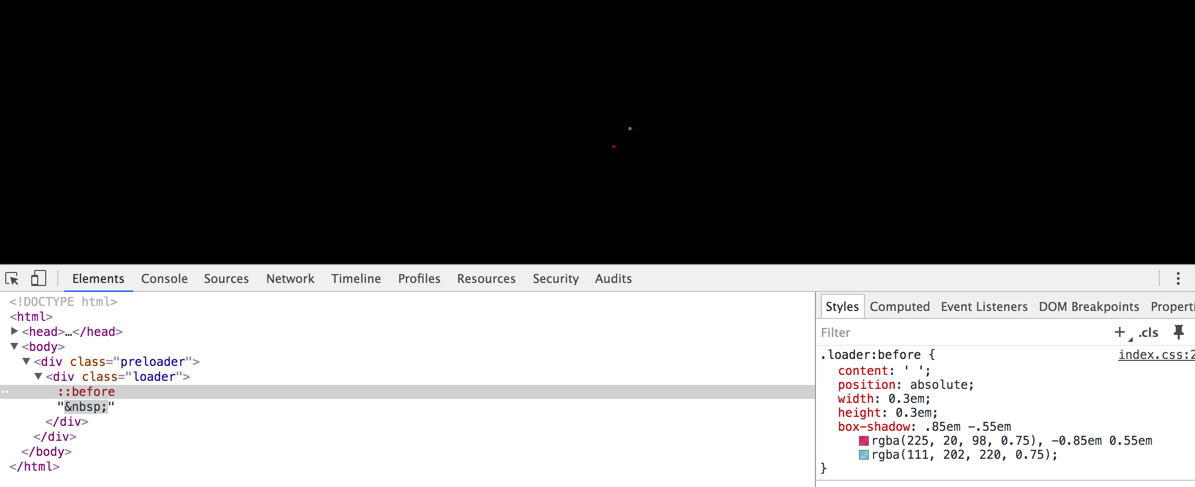 Elements Console Sources Network Timeline Profiles Resources Security Audits
<!DOCTYPE html>
<html>
<head>…</head>
<body>
<div class="preloader">
<div class="loader">
::before
"&nbsp;"
</div>
</div>
</body>
</html>
Styles Computed Event Listeners DOM Breakpoints Properti
Filter + .cls
.loader:before { index.css:2
content: ' ';
position: absolute;
width: 0.3em;
height: 0.3em;
box-shadow: .85em -.55em
rgba(225, 20, 98, 0.75), -0.85em 0.55em
rgba(111, 202, 220, 0.75);
}